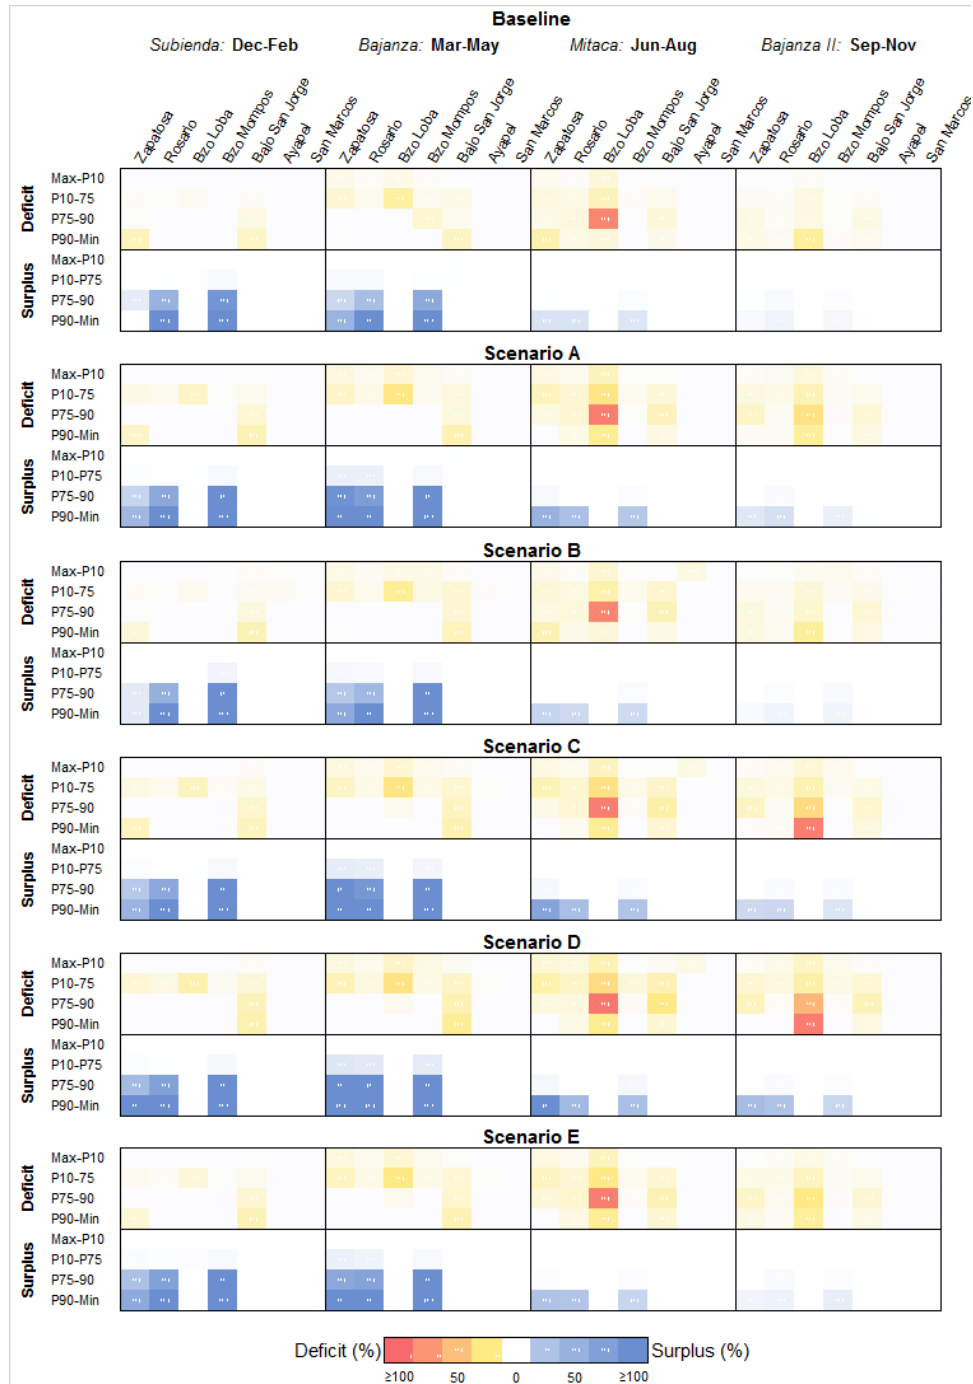 Baseline
Subienda: Dec-Feb Bajanza: Mar-May Mitaca: Jun-Aug Bajanza II: Sep-Nov
Zapatosa Rosario Bzo Loba Bzo Mompos Bajo San Jorge Ayapel San Marcos Zapatosa Rosario Bzo Loba Bzo Mompos Bajo San Jorge Ayapel San Marcos Zapatosa Rosario Bzo Loba Bzo Mompos Bajo San Jorge Ayapel San Marcos Zapatosa Rosario Bzo Loba Bzo Mompos Bajo San Jorge Ayapel San Marcos
Deficit
Max-P10
P10-75
P75-90
P90-Min
Surplus
Max-P10
P10-P75
P75-90
P90-Min
Scenario A
Deficit
Max-P10
P10-75
P75-90
P90-Min
Surplus
Max-P10
P10-P75
P75-90
P90-Min
Scenario B
Deficit
Max-P10
P10-75
P75-90
P90-Min
Surplus
Max-P10
P10-P75
P75-90
P90-Min
Scenario C
Deficit
Max-P10
P10-75
P75-90
P90-Min
Surplus
Max-P10
P10-P75
P75-90
P90-Min
Scenario D
Deficit
Max-P10
P10-75
P75-90
P90-Min
Surplus
Max-P10
P10-P75
P75-90
P90-Min
Scenario E
Deficit
Max-P10
P10-75
P75-90
P90-Min
Surplus
Max-P10
P10-P75
P75-90
P90-Min
Deficit (%) Surplus (%)
≥100 50 0 50 ≥100